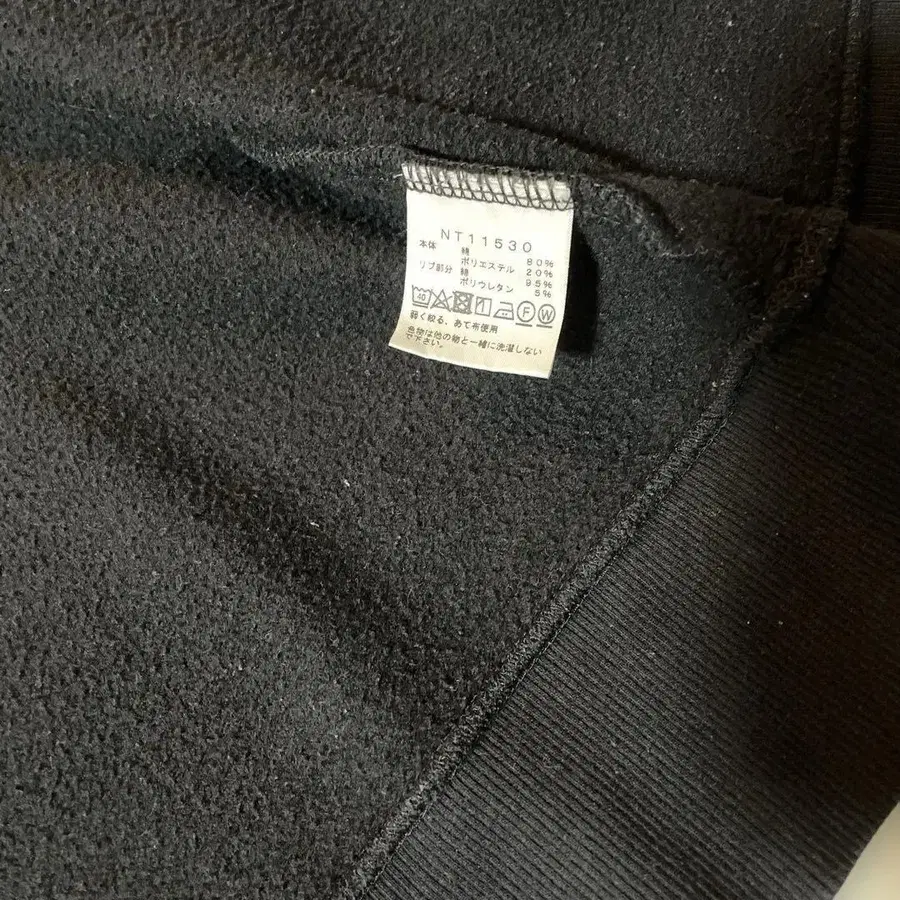 NT11530
本体 綿 80%
ポリエステル 20%
リブ部分 綿 95%
ポリウレタン 5%
40 F W
弱く絞る、あて布使用
色物は他の物と一緒に洗濯しない
で下さい。